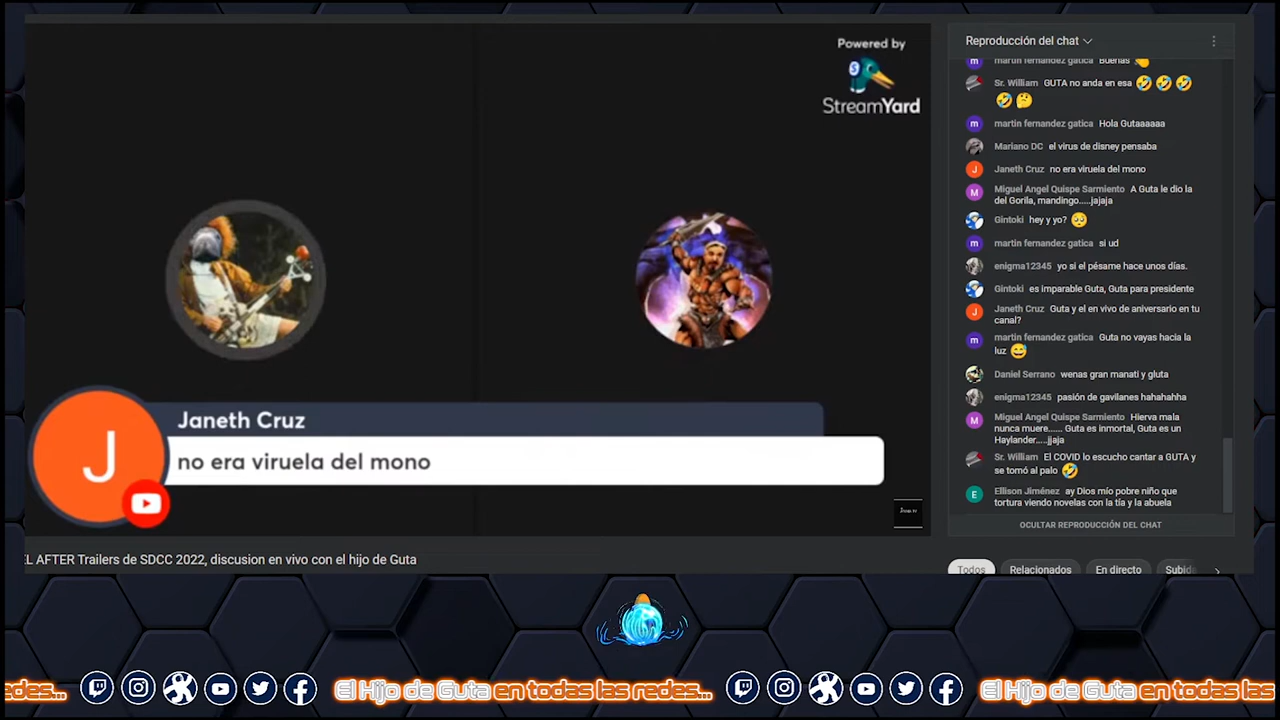 Powered by
StreamYard
Janeth Cruz
J
no era viruela del mono
EL AFTER Trailers de SDCC 2022, discusion en vivo con el hijo de Guta
Reproducción del chat
martin fernandez gatica Buenas
Sr. William GUTA no anda en esa 🤣 🤣 🤣
🤣 🤔
martin fernandez gatica Hola Gutaaaaaa
Mariano DC el virus de disney pensaba
Janeth Cruz no era viruela del mono
Miguel Angel Quispe Sarmiento A Guta le dio la
del Gorila, mandingo.....jajaja
Gintoki hey y yo? 🥺
martin fernandez gatica si ud
enigma12345 yo si el pésame hace unos días.
Gintoki es imparable Guta, Guta para presidente
Janeth Cruz Guta y el en vivo de aniversario en tu
canal?
martin fernandez gatica Guta no vayas hacia la
luz 😅
Daniel Serrano wenas gran manati y gluta
enigma12345 pasión de gavilanes hahahahha
Miguel Angel Quispe Sarmiento Hierva mala
nunca muere...... Guta es inmortal, Guta es un
Haylander.....jjaja
Sr. William El COVID lo escucho cantar a GUTA y
se tomó al palo 🤣
Ellison Jiménez ay Dios mío pobre niño que
tortura viendo novelas con la tía y la abuela
OCULTAR REPRODUCCIÓN DEL CHAT
Todos Relacionados En directo Subid
edes... El Hijo de Guta en todas las redes... El Hijo de Guta en todas las